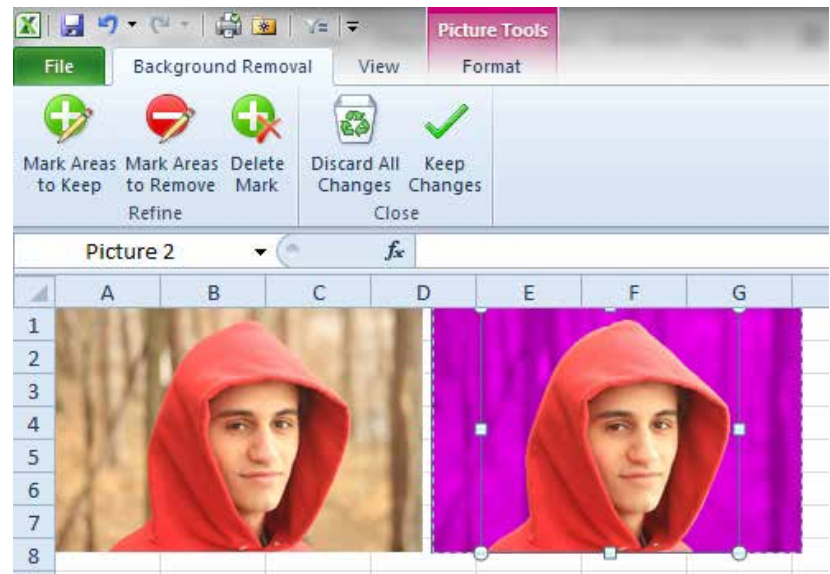 Picture Tools
File Background Removal View Format
Mark Areas to Keep Mark Areas to Remove Delete Mark Discard All Changes Keep Changes
Refine Close
Picture 2 fx
A B C D E F G
1
2
3
4
5
6
7
8